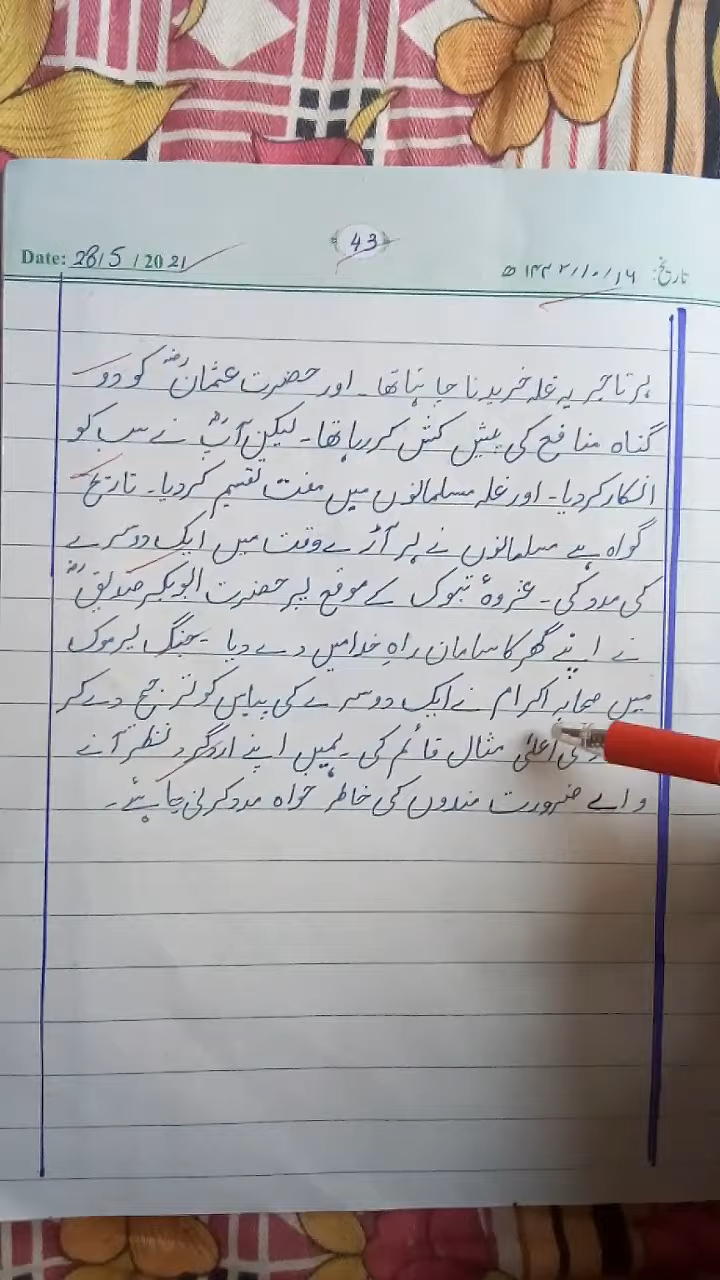 43
Date: 28/5/2021
تاریخ: ۱۶/۱۰/۱۴۴۲ ھ
ہر تاجر یہ غلہ خریدنا چاہتا تھا۔ اور حضرت عثمانؓ کو دو
گناہ منافع کی پیش کش کر رہا تھا۔ لیکن آپؓ نے سب کو
انکار کر دیا۔ اور غلہ مسلمانوں میں مفت تقسیم کر دیا۔ تاریخ
گواہ ہے مسلمانوں نے ہر آڑے وقت میں ایک دوسرے
کی مدد کی۔ غزوۂ تبوک کے موقع پر حضرت ابوبکر صدیقؓ
نے اپنے گھر کا سامان راہِ خدا میں دے دیا۔ جنگ یرموک
میں صحابہ اکرام نے ایک دوسرے کی پیاس کو ترجیح دے کر
کی اعلیٰ مثال قائم کی۔ ہمیں اپنے اردگرد نظر آنے
والے ضرورت مندوں کی خاطر خواہ مدد کرنی چاہئے۔